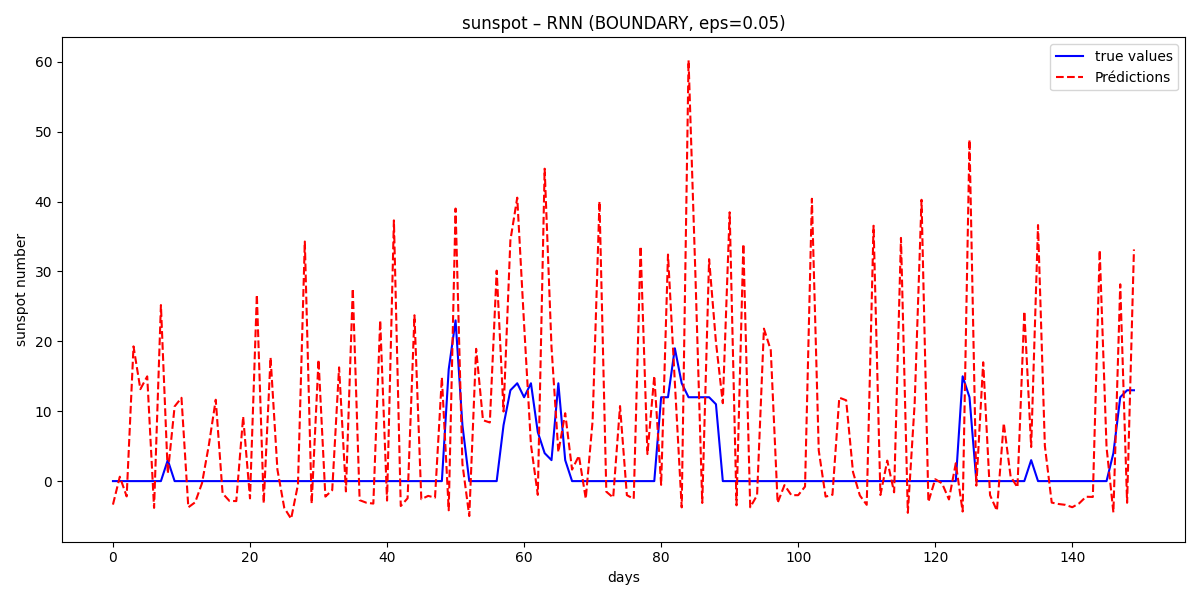 sunspot – RNN (BOUNDARY, eps=0.05)
true values
Prédictions
sunspot number
60
50
40
30
20
10
0
0 20 40 60 80 100 120 140
days